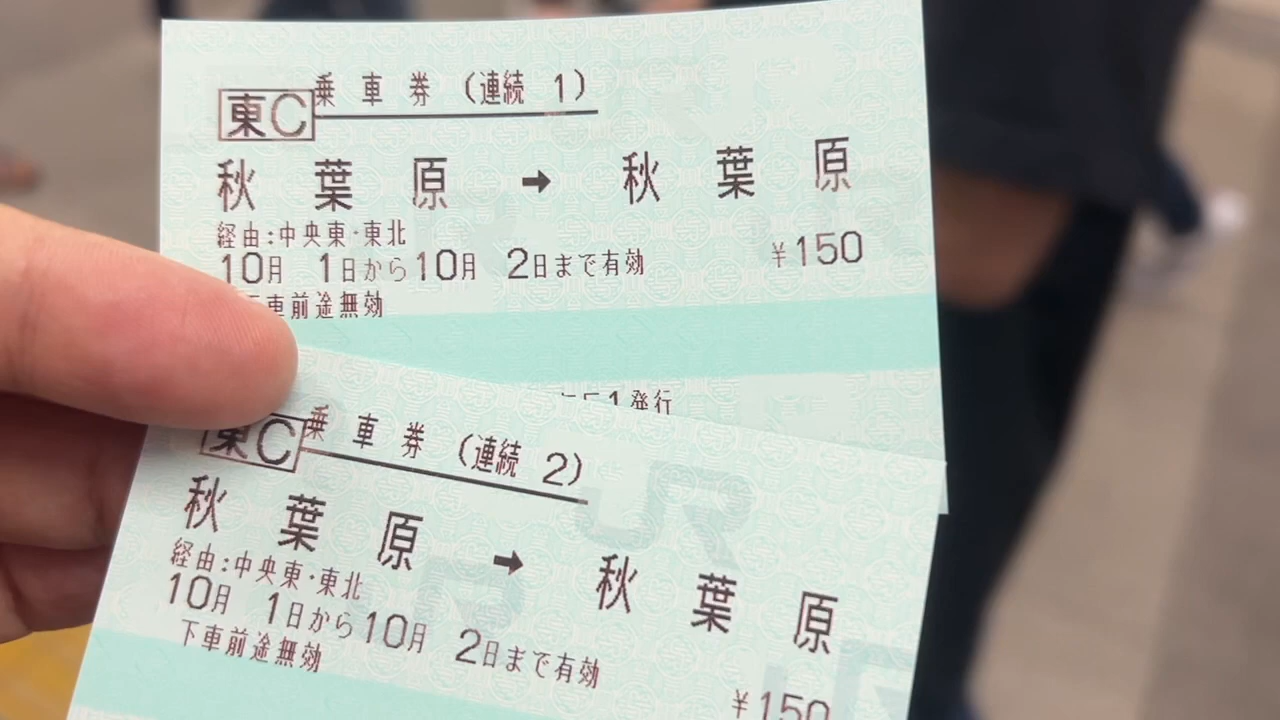 東C 乗車券 (連続 1)
秋葉原 → 秋葉原
経由:中央東・東北
10月 1日から10月 2日まで有効 ¥150
車前途無効
1発行
東C 乗車券 (連続 2)
秋葉原 → 秋葉原
経由:中央東・東北
10月 1日から10月 2日まで有効
下車前途無効
¥150
JR